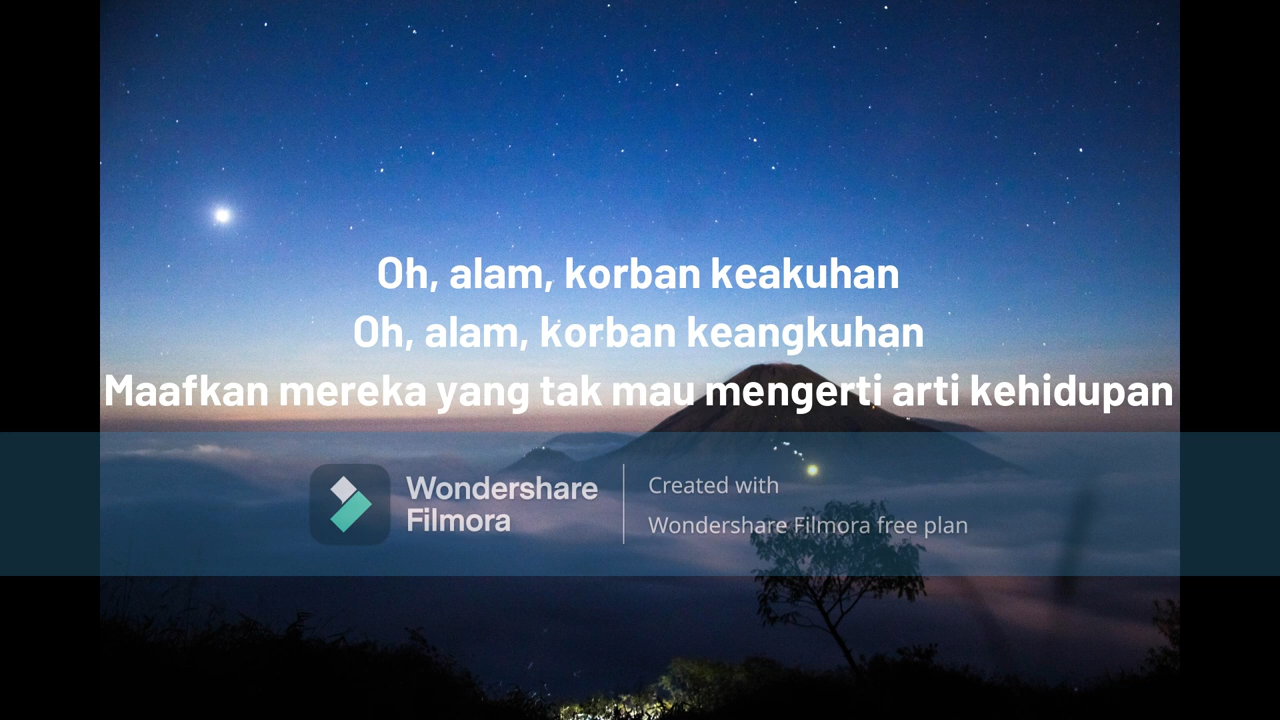 Oh, alam, korban keakuhan
Oh, alam, korban keangkuhan
Maafkan mereka yang tak mau mengerti arti kehidupan
Wondershare
Filmora
Created with
Wondershare Filmora free plan